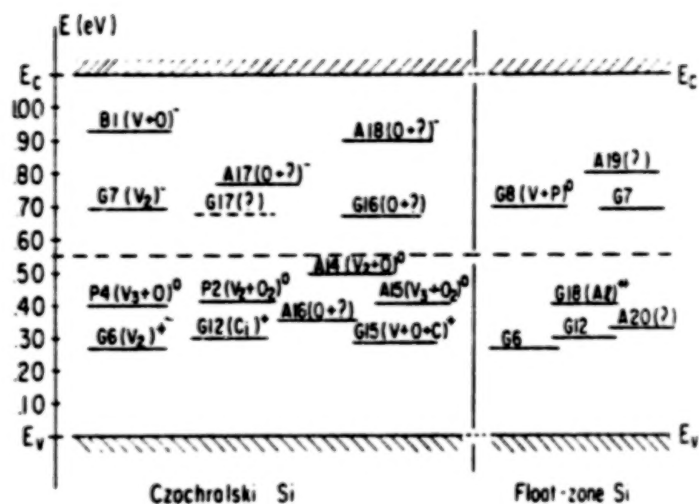 E (eV)
Ec
Ec
1.00
B1(V+O)⁻
.90
A18(O+?)⁻
.80
A17(O+?)⁻
A19(?)
.70
G7(V₂)⁻
G17(?)
G16(O+?)
G8(V+P)⁰
G7
.60
.50
A14(V₂+O)⁰
.40
P4(V₃+O)⁰
P2(V₂+O₂)⁰
A15(V₃+O₂)⁰
G18(Al)
A16(O+?)
.30
G6(V₂)⁺
G12(Cᵢ)⁺
G15(V+O+C)⁺
G6
G12
A20(?)
.20
.10
Ev
Ev
Czochralski Si
Float-zone Si